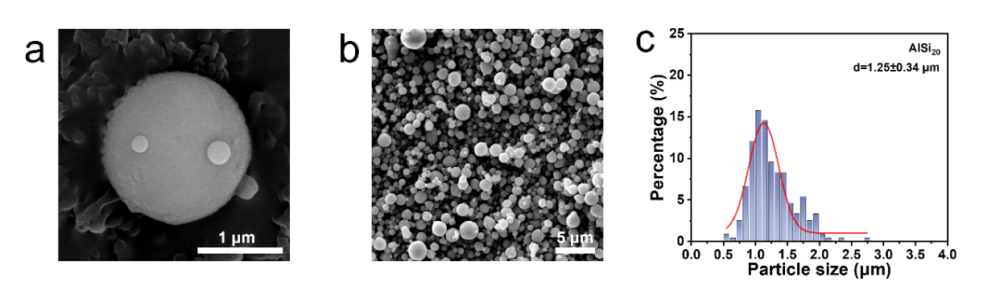 a
1 μm
b
5 μm
c
AlSi₂₀
d=1.25±0.34 μm
Percentage (%)
25
20
15
10
5
0
0.0 0.5 1.0 1.5 2.0 2.5 3.0 3.5 4.0
Particle size (μm)